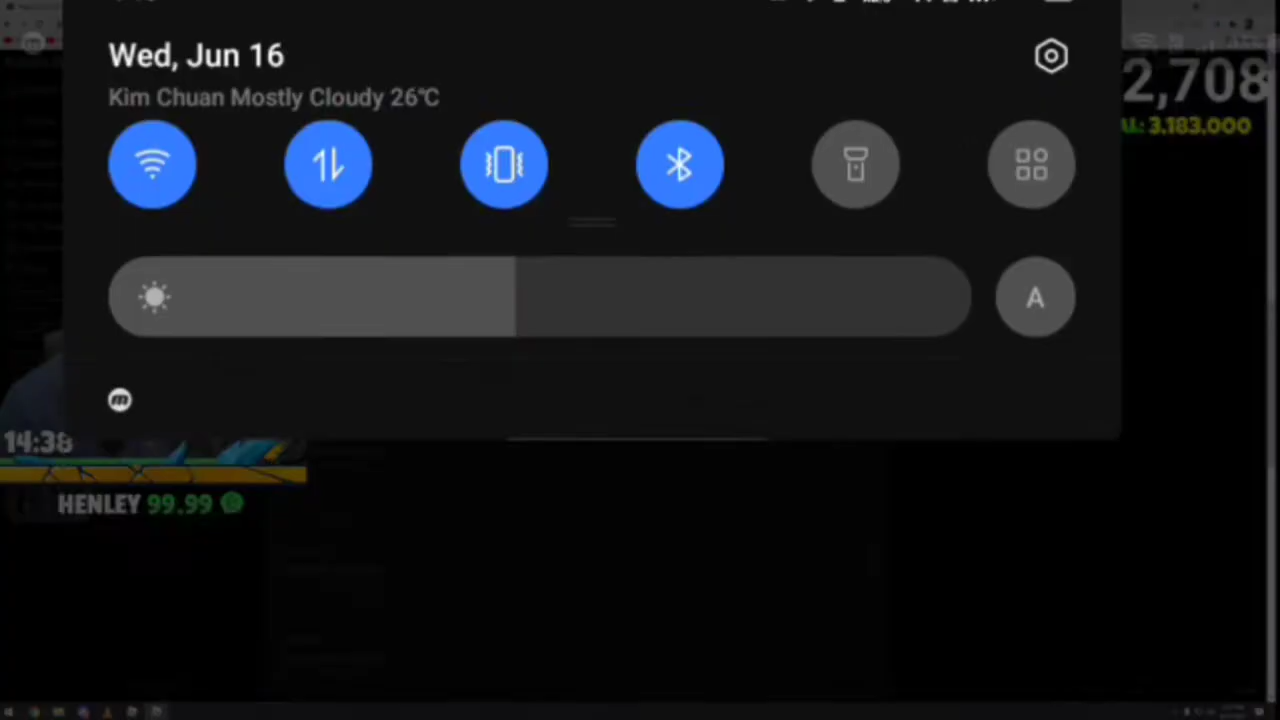 Wed, Jun 16
Kim Chuan Mostly Cloudy 26°C
2,708
3,183,000
A
m
14:38
HENLEY 99.99